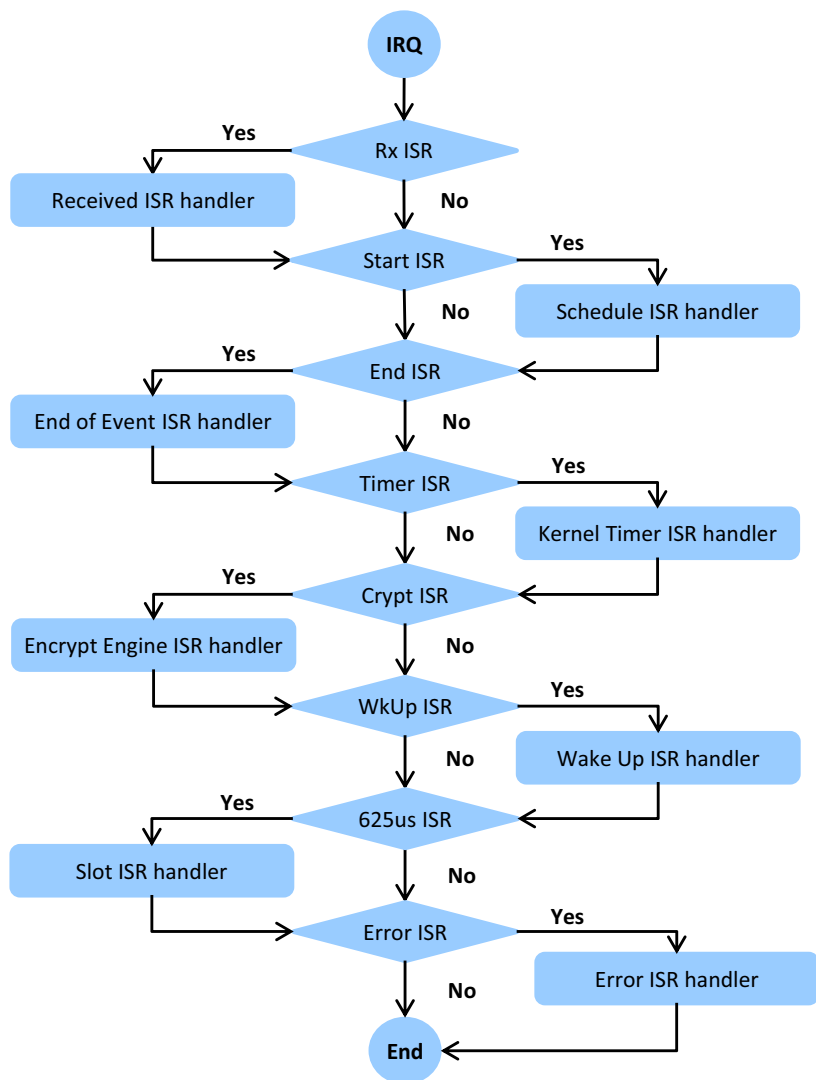 IRQ
Yes
Rx ISR
Received ISR handler
No
Start ISR
Yes
Schedule ISR handler
No
Yes
End ISR
End of Event ISR handler
No
Timer ISR
Yes
Kernel Timer ISR handler
No
Yes
Crypt ISR
Encrypt Engine ISR handler
No
WkUp ISR
Yes
Wake Up ISR handler
No
Yes
625us ISR
Slot ISR handler
No
Error ISR
Yes
Error ISR handler
No
End